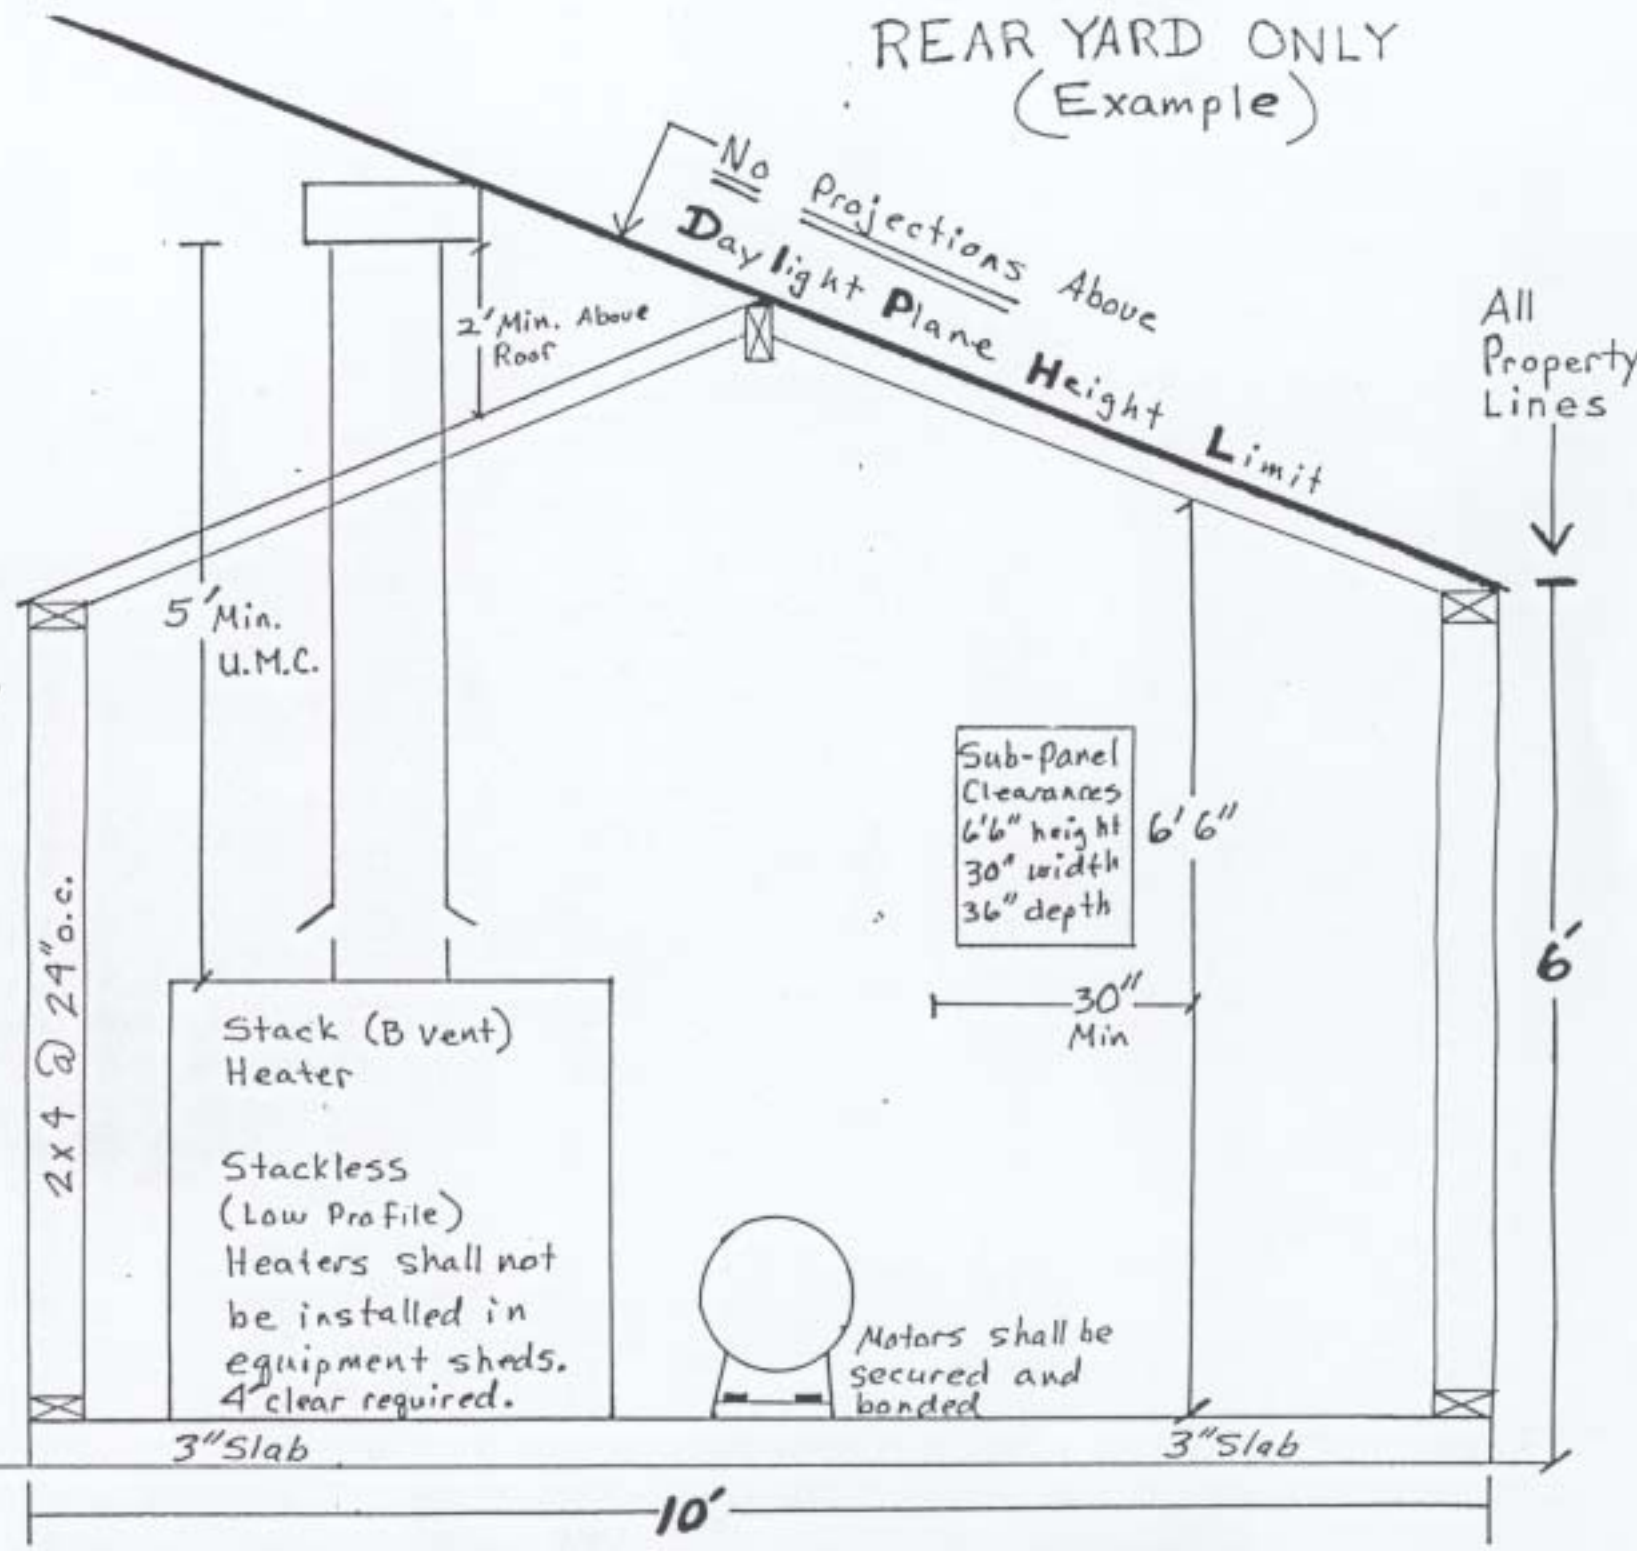 REAR YARD ONLY
(Example)
No Projections Above
Daylight Plane Height Limit
All
Property
Lines
2' Min. Above
Roof
5' Min.
U.M.C.
Sub-Panel
Clearances
6'6" height
30" width
36" depth
6'6"
30"
Min
6'
2x4 @ 24" o.c.
Stack (B vent)
Heater
Stackless
(Low Profile)
Heaters shall not
be installed in
equipment sheds.
4" clear required.
Motors shall be
secured and
bonded
3" Slab
3" Slab
10'